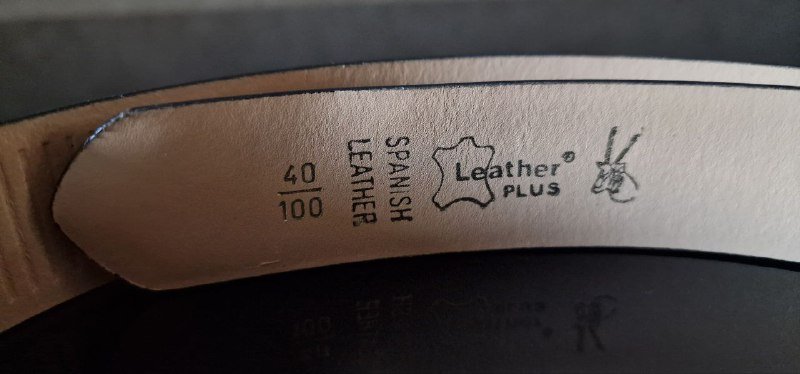 40
100
SPANISH
LEATHER
Leather®
PLUS